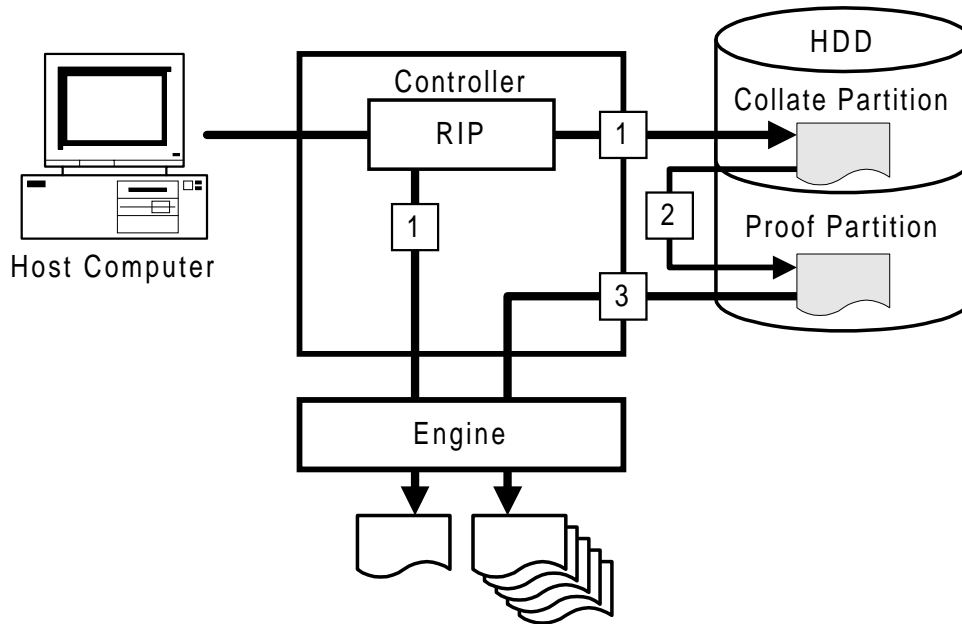 HDD
Controller
Collate Partition
RIP
1
1
2
Proof Partition
Host Computer
3
Engine